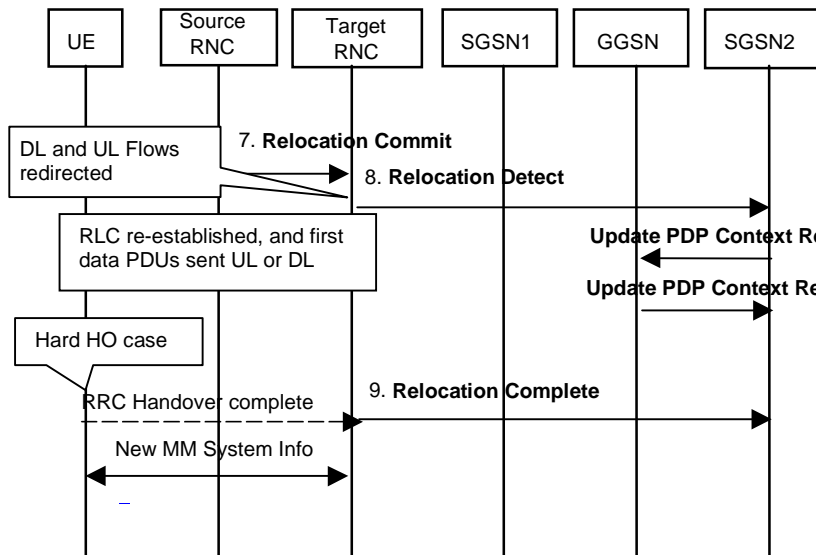 UE
Source
RNC
Target
RNC
SGSN1
GGSN
SGSN2
7. Relocation Commit
DL and UL Flows
redirected
8. Relocation Detect
RLC re-established, and first
data PDUs sent UL or DL
Update PDP Context Re
Update PDP Context Re
Hard HO case
RRC Handover complete
9. Relocation Complete
New MM System Info